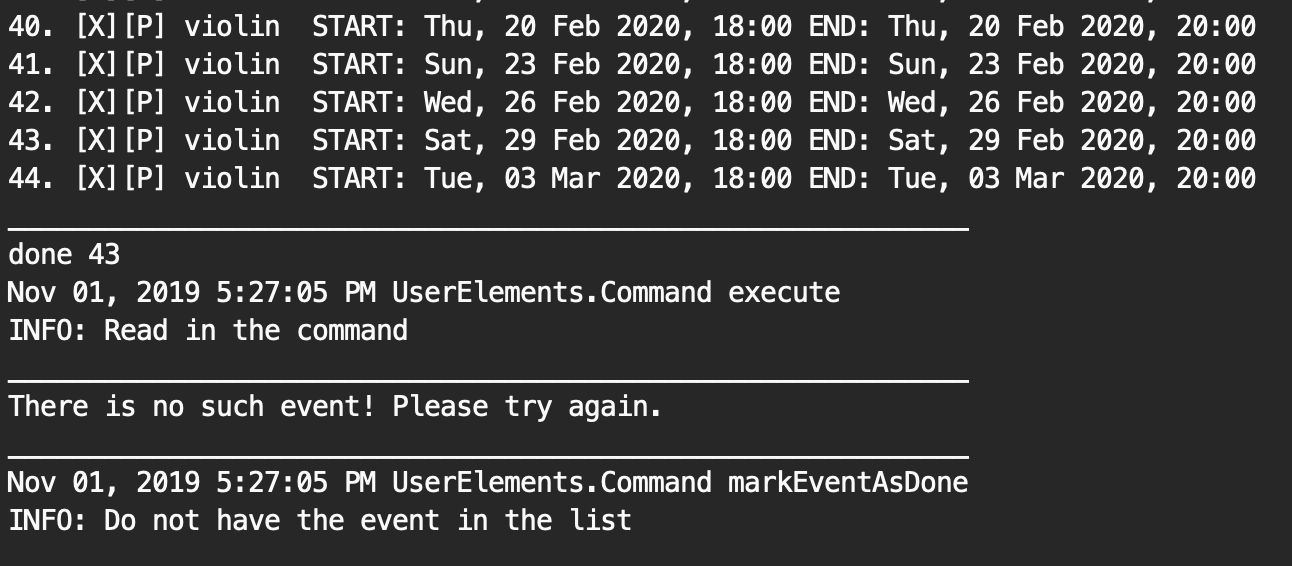 40. [X][P] violin  START: Thu, 20 Feb 2020, 18:00 END: Thu, 20 Feb 2020, 20:00
41. [X][P] violin  START: Sun, 23 Feb 2020, 18:00 END: Sun, 23 Feb 2020, 20:00
42. [X][P] violin  START: Wed, 26 Feb 2020, 18:00 END: Wed, 26 Feb 2020, 20:00
43. [X][P] violin  START: Sat, 29 Feb 2020, 18:00 END: Sat, 29 Feb 2020, 20:00
44. [X][P] violin  START: Tue, 03 Mar 2020, 18:00 END: Tue, 03 Mar 2020, 20:00
done 43
Nov 01, 2019 5:27:05 PM UserElements.Command execute
INFO: Read in the command
There is no such event! Please try again.
Nov 01, 2019 5:27:05 PM UserElements.Command markEventAsDone
INFO: Do not have the event in the list